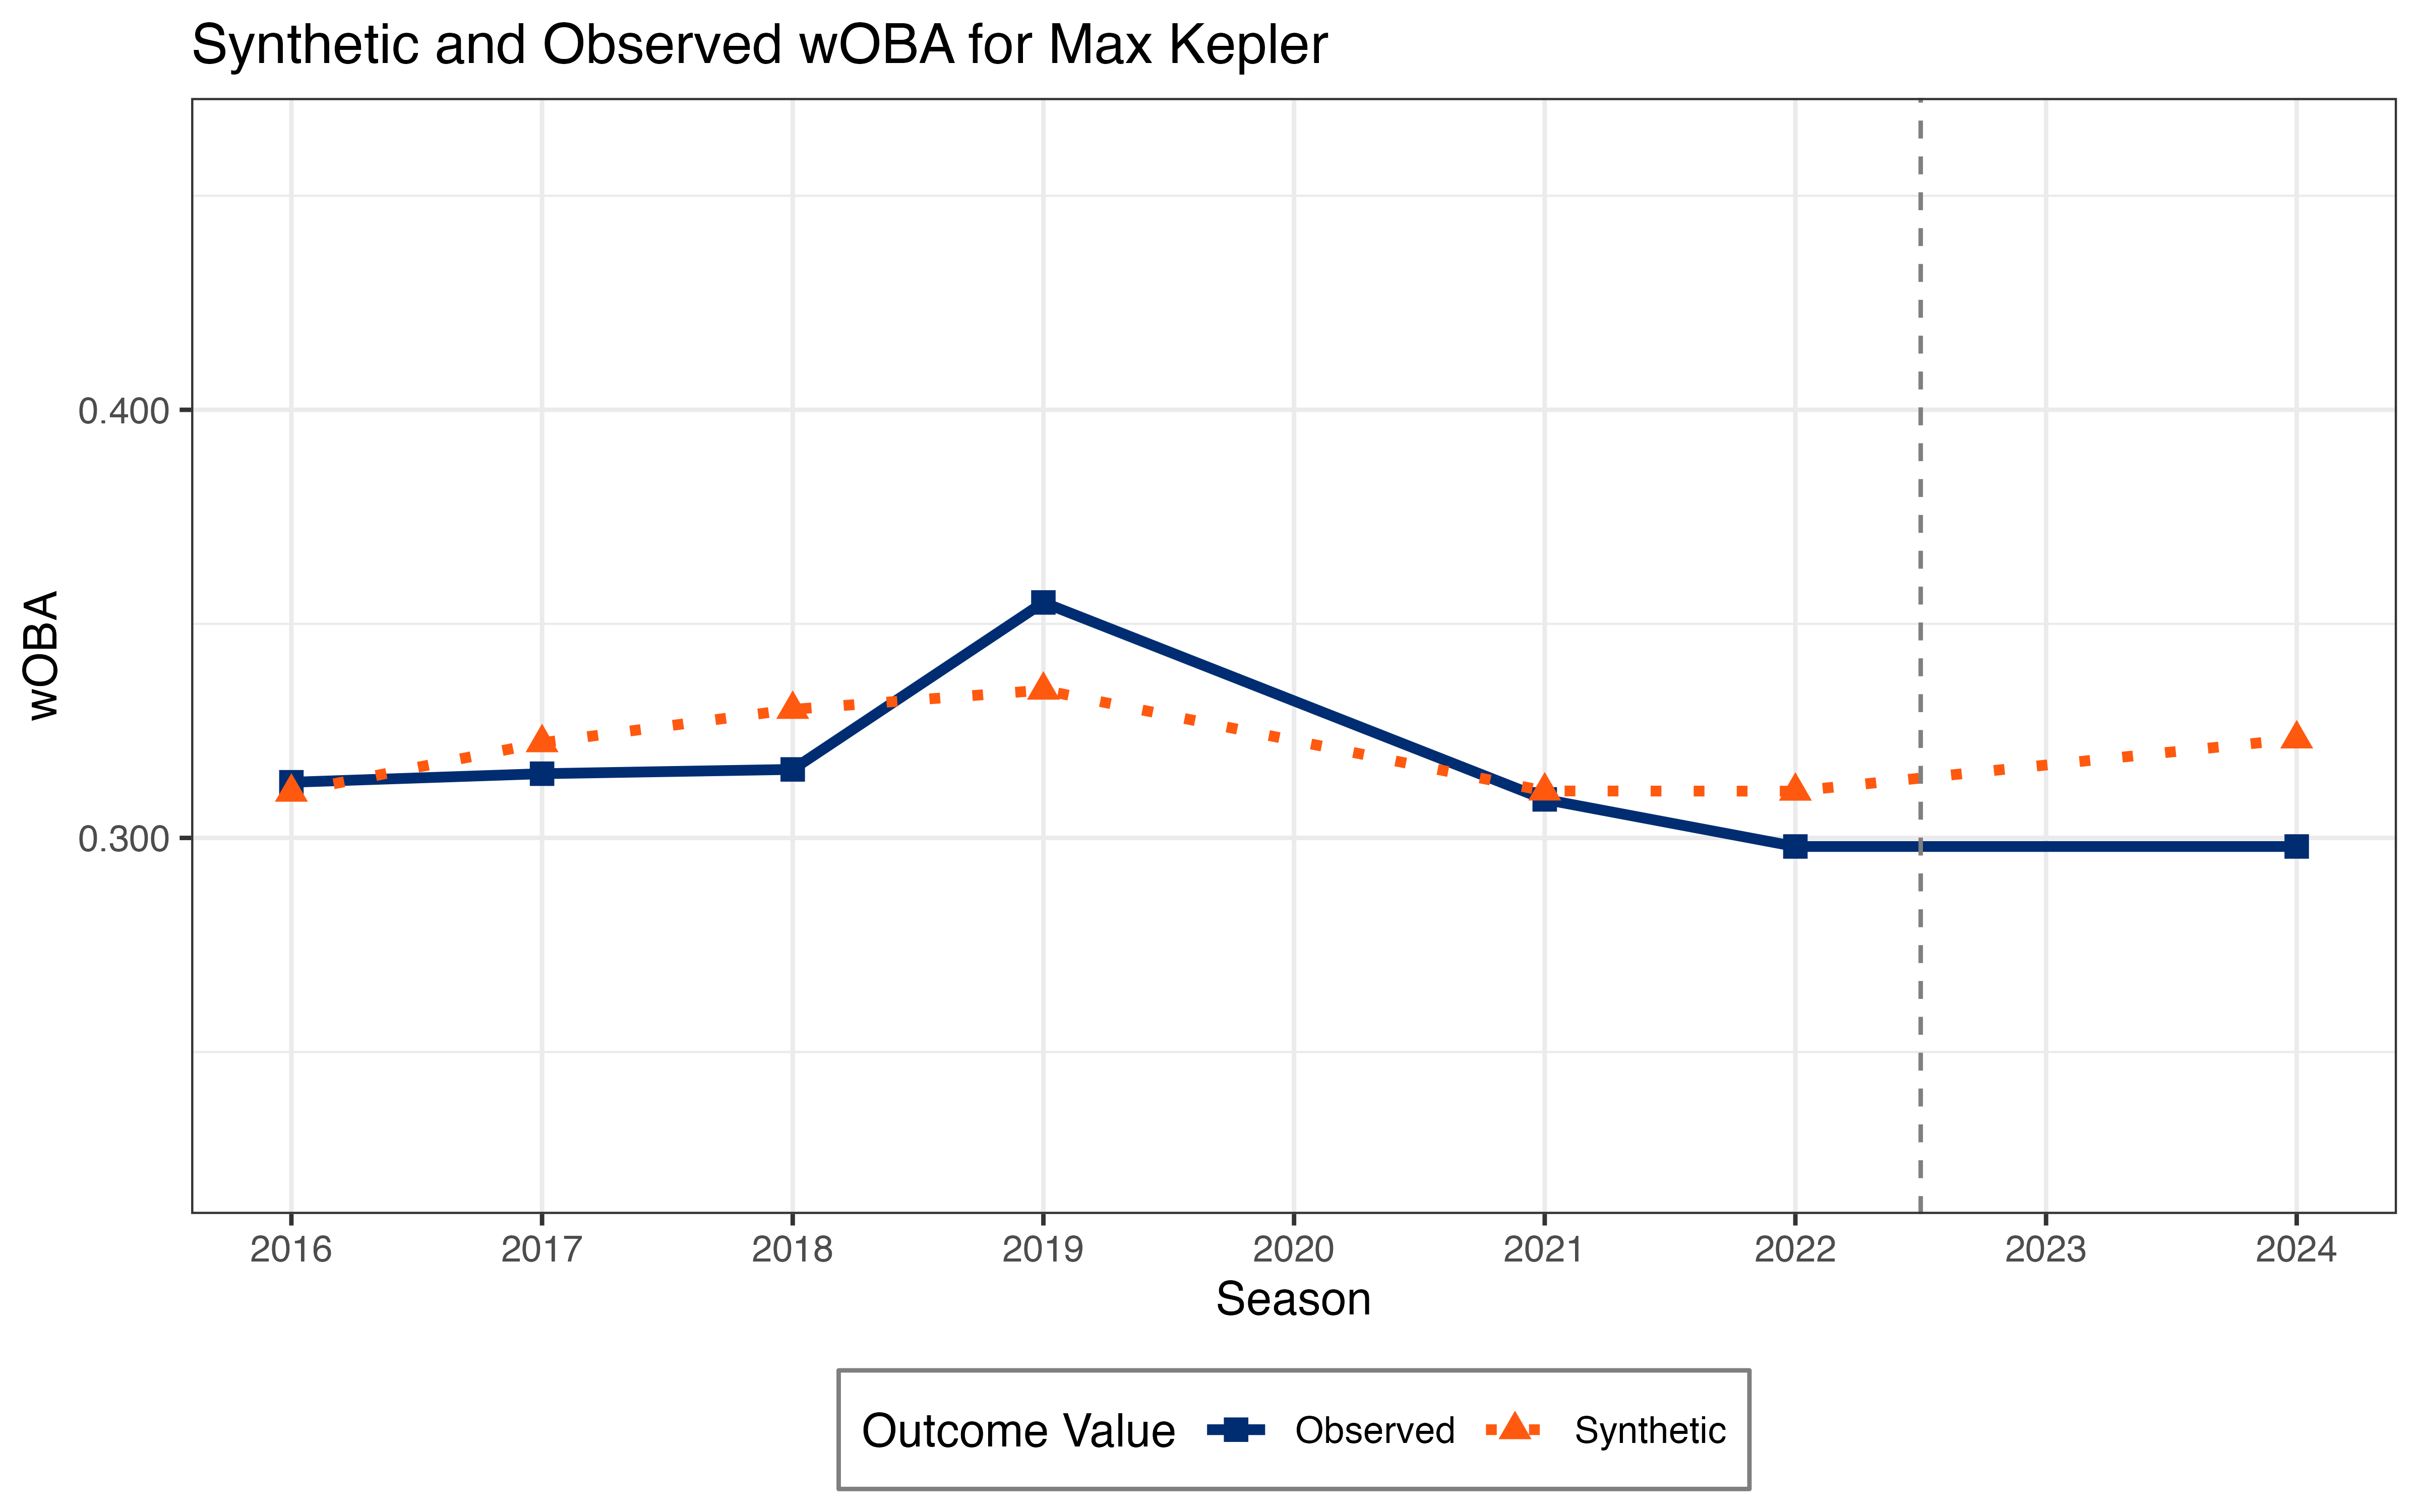 Synthetic and Observed wOBA for Max Kepler
wOBA
0.400
0.300
2016 2017 2018 2019 2020 2021 2022 2023 2024
Season
Outcome Value Observed Synthetic